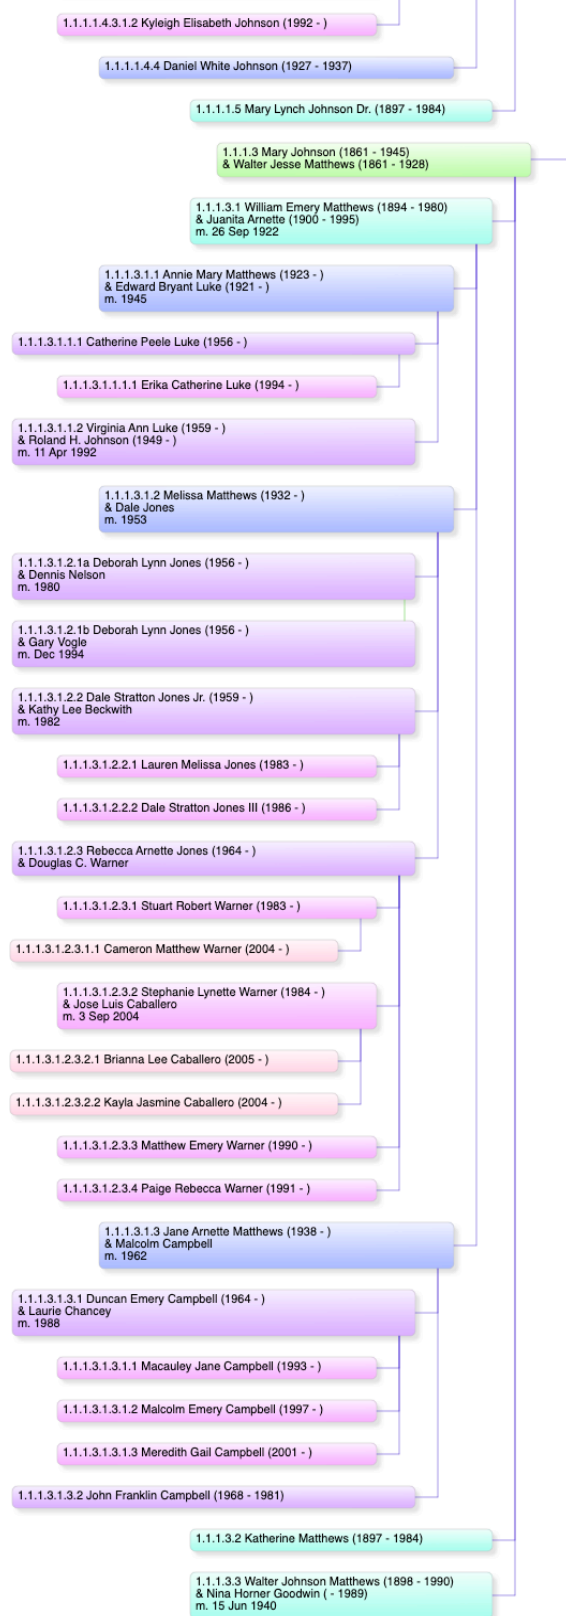 1.1.1.1.4.3.1.2 Kyleigh Elisabeth Johnson (1992 - )
1.1.1.1.4.4 Daniel White Johnson (1927 - 1937)
1.1.1.1.5 Mary Lynch Johnson Dr. (1897 - 1984)
1.1.1.3 Mary Johnson (1861 - 1945)
& Walter Jesse Matthews (1861 - 1928)
1.1.1.3.1 William Emery Matthews (1894 - 1980)
& Juanita Arnette (1900 - 1995)
m. 26 Sep 1922
1.1.1.3.1.1 Annie Mary Matthews (1923 - )
& Edward Bryant Luke (1921 - )
m. 1945
1.1.1.3.1.1.1 Catherine Peele Luke (1956 - )
1.1.1.3.1.1.1.1 Erika Catherine Luke (1994 - )
1.1.1.3.1.1.2 Virginia Ann Luke (1959 - )
& Roland H. Johnson (1949 - )
m. 11 Apr 1992
1.1.1.3.1.2 Melissa Matthews (1932 - )
& Dale Jones
m. 1953
1.1.1.3.1.2.1a Deborah Lynn Jones (1956 - )
& Dennis Nelson
m. 1980
1.1.1.3.1.2.1b Deborah Lynn Jones (1956 - )
& Gary Vogle
m. Dec 1994
1.1.1.3.1.2.2 Dale Stratton Jones Jr. (1959 - )
& Kathy Lee Beckwith
m. 1982
1.1.1.3.1.2.2.1 Lauren Melissa Jones (1983 - )
1.1.1.3.1.2.2.2 Dale Stratton Jones III (1986 - )
1.1.1.3.1.2.3 Rebecca Arnette Jones (1964 - )
& Douglas C. Warner
1.1.1.3.1.2.3.1 Stuart Robert Warner (1983 - )
1.1.1.3.1.2.3.1.1 Cameron Matthew Warner (2004 - )
1.1.1.3.1.2.3.2 Stephanie Lynette Warner (1984 - )
& Jose Luis Caballero
m. 3 Sep 2004
1.1.1.3.1.2.3.2.1 Brianna Lee Caballero (2005 - )
1.1.1.3.1.2.3.2.2 Kayla Jasmine Caballero (2004 - )
1.1.1.3.1.2.3.3 Matthew Emery Warner (1990 - )
1.1.1.3.1.2.3.4 Paige Rebecca Warner (1991 - )
1.1.1.3.1.3 Jane Arnette Matthews (1938 - )
& Malcolm Campbell
m. 1962
1.1.1.3.1.3.1 Duncan Emery Campbell (1964 - )
& Laurie Chancey
m. 1988
1.1.1.3.1.3.1.1 Macauley Jane Campbell (1993 - )
1.1.1.3.1.3.1.2 Malcolm Emery Campbell (1997 - )
1.1.1.3.1.3.1.3 Meredith Gail Campbell (2001 - )
1.1.1.3.1.3.2 John Franklin Campbell (1968 - 1981)
1.1.1.3.2 Katherine Matthews (1897 - 1984)
1.1.1.3.3 Walter Johnson Matthews (1898 - 1990)
& Nina Horner Goodwin ( - 1989)
m. 15 Jun 1940